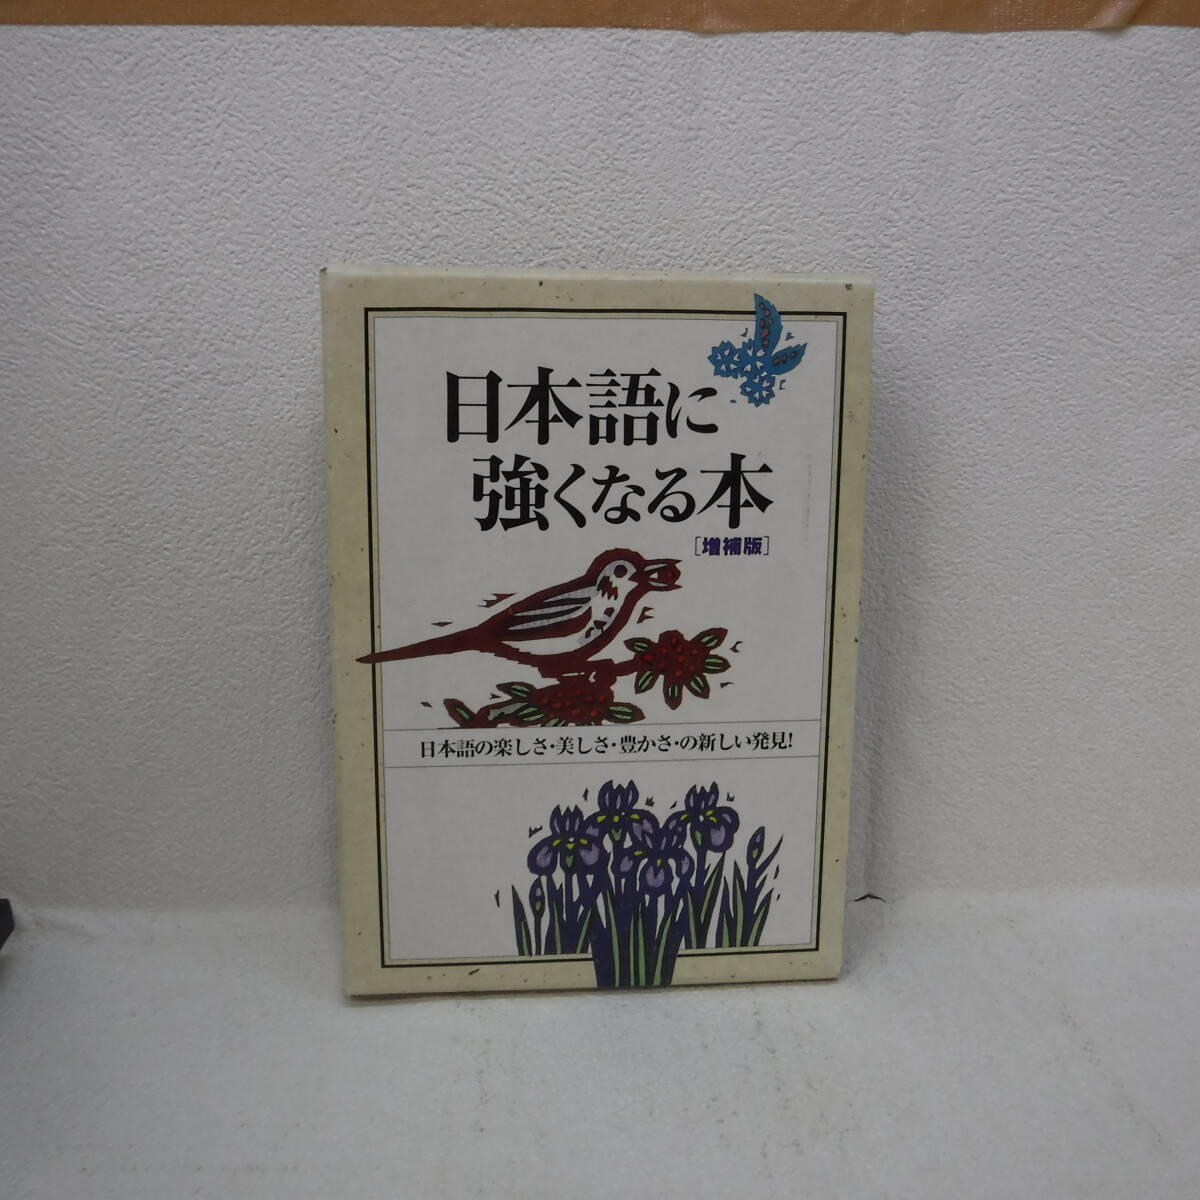 日本語に
強くなる本
[増補版]
日本語の楽しさ・美しさ・豊かさ・の新しい発見!